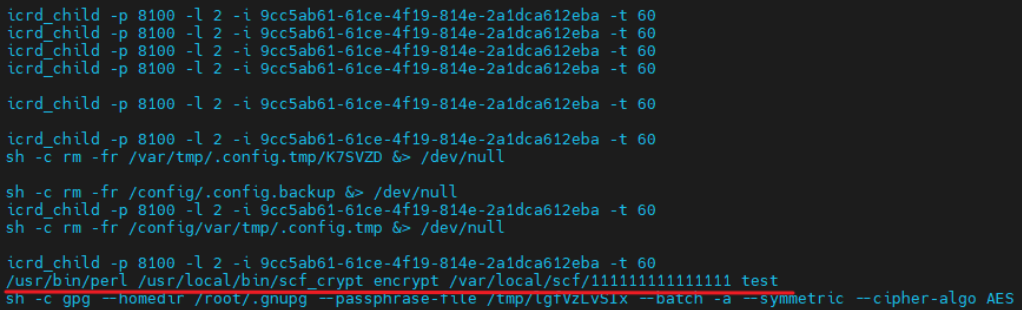 icrd_child -p 8100 -l 2 -i 9cc5ab61-61ce-4f19-814e-2a1dca612eba -t 60
icrd_child -p 8100 -l 2 -i 9cc5ab61-61ce-4f19-814e-2a1dca612eba -t 60
icrd_child -p 8100 -l 2 -i 9cc5ab61-61ce-4f19-814e-2a1dca612eba -t 60
icrd_child -p 8100 -l 2 -i 9cc5ab61-61ce-4f19-814e-2a1dca612eba -t 60
icrd_child -p 8100 -l 2 -i 9cc5ab61-61ce-4f19-814e-2a1dca612eba -t 60
icrd_child -p 8100 -l 2 -i 9cc5ab61-61ce-4f19-814e-2a1dca612eba -t 60
sh -c rm -fr /var/tmp/.config.tmp/K7SVZD &> /dev/null
sh -c rm -fr /config/.config.backup &> /dev/null
icrd_child -p 8100 -l 2 -i 9cc5ab61-61ce-4f19-814e-2a1dca612eba -t 60
sh -c rm -fr /config/var/tmp/.config.tmp &> /dev/null
icrd_child -p 8100 -l 2 -i 9cc5ab61-61ce-4f19-814e-2a1dca612eba -t 60
/usr/bin/perl /usr/local/bin/scf_crypt encrypt /var/local/scf/111111111111111 test
sh -c gpg --homedir /root/.gnupg --passphrase-file --batch -a --symmetric --cipher-algo AES